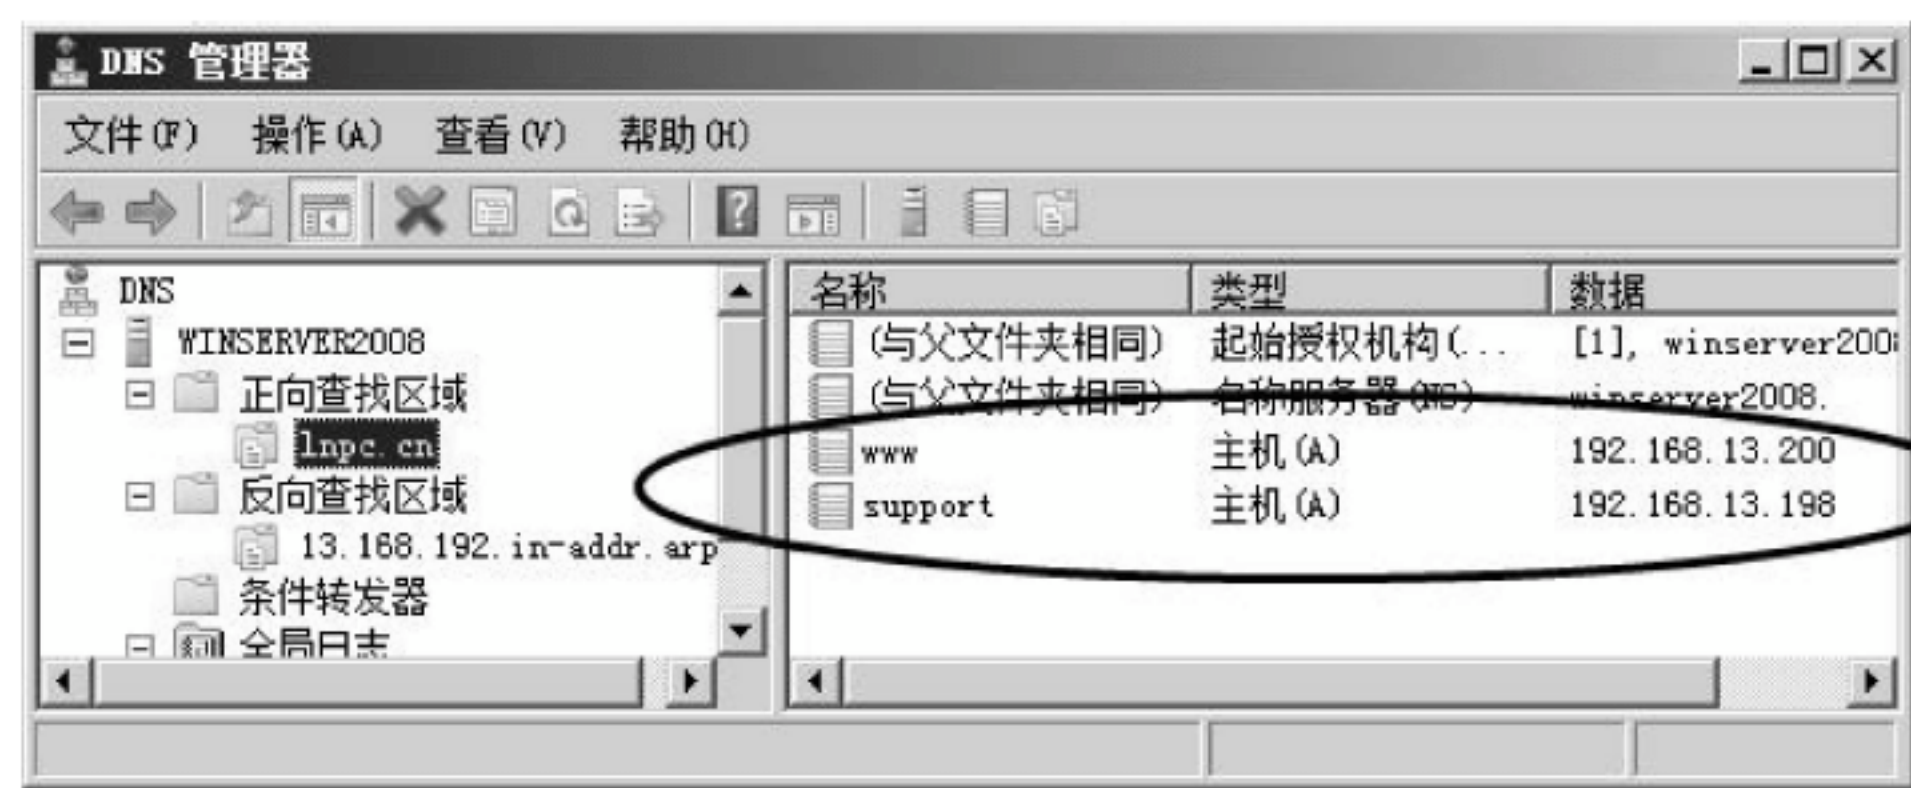 DNS 管理器
文件(F) 操作(A) 查看(V) 帮助(H)
DNS
WINSERVER2008
正向查找区域
lnpc.cn
反向查找区域
13.168.192.in-addr.arp
条件转发器
全局日志
名称 类型 数据
(与父文件夹相同) 起始授权机构(... [1], winserver200
(与父文件夹相同) 名称服务器(NS) winserver2008.
www 主机(A) 192.168.13.200
support 主机(A) 192.168.13.198